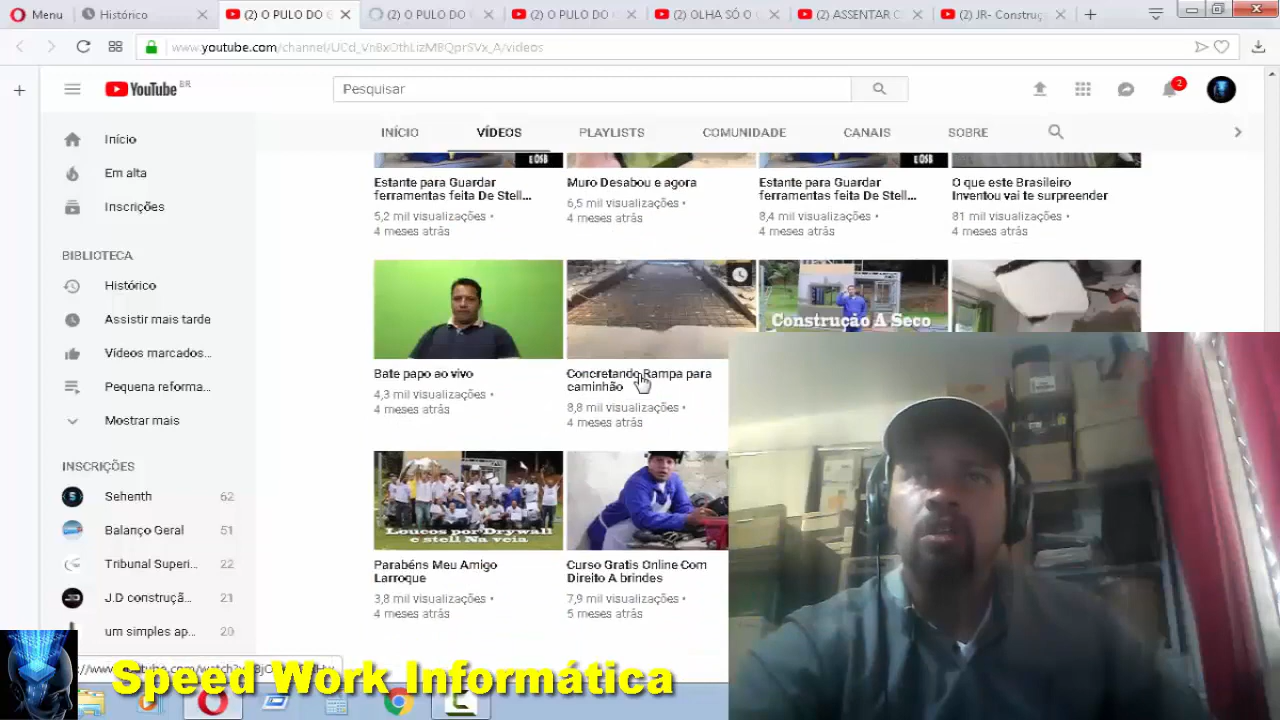 Menu
Histórico
(2) O PULO DO G
(2) O PULO DO G
(2) O PULO DO
(2) OLHA SÓ O
(2) ASSENTAR C
(2) JR- Construç
YouTube BR
Pesquisar
2
INÍCIO VÍDEOS PLAYLISTS COMUNIDADE CANAIS SOBRE
Início
Em alta
Inscrições
BIBLIOTECA
Histórico
Assistir mais tarde
Vídeos marcados...
Pequena reforma...
Mostrar mais
INSCRIÇÕES
Sehenth 62
Balanço Geral 51
Tribunal Superi... 22
J.D construçã... 21
um simples ap... 20
E OSB
E OSB
Estante para Guardar
ferramentas feita De Stell...
5,2 mil visualizações •
4 meses atrás
Muro Desabou e agora
6,5 mil visualizações •
4 meses atrás
Estante para Guardar
ferramentas feita De Stell...
8,4 mil visualizações •
4 meses atrás
O que este Brasileiro
Inventou vai te surpreender
81 mil visualizações •
4 meses atrás
Construção A Seco
Bate papo ao vivo
4,3 mil visualizações •
4 meses atrás
Concretando Rampa para
caminhão
8,8 mil visualizações •
4 meses atrás
Loucos por Drywall
e stell Na veia
Parabéns Meu Amigo
Larroque
3,8 mil visualizações •
4 meses atrás
Curso Gratis Online Com
Direito A brindes
7,9 mil visualizações •
5 meses atrás
Speed Work Informática